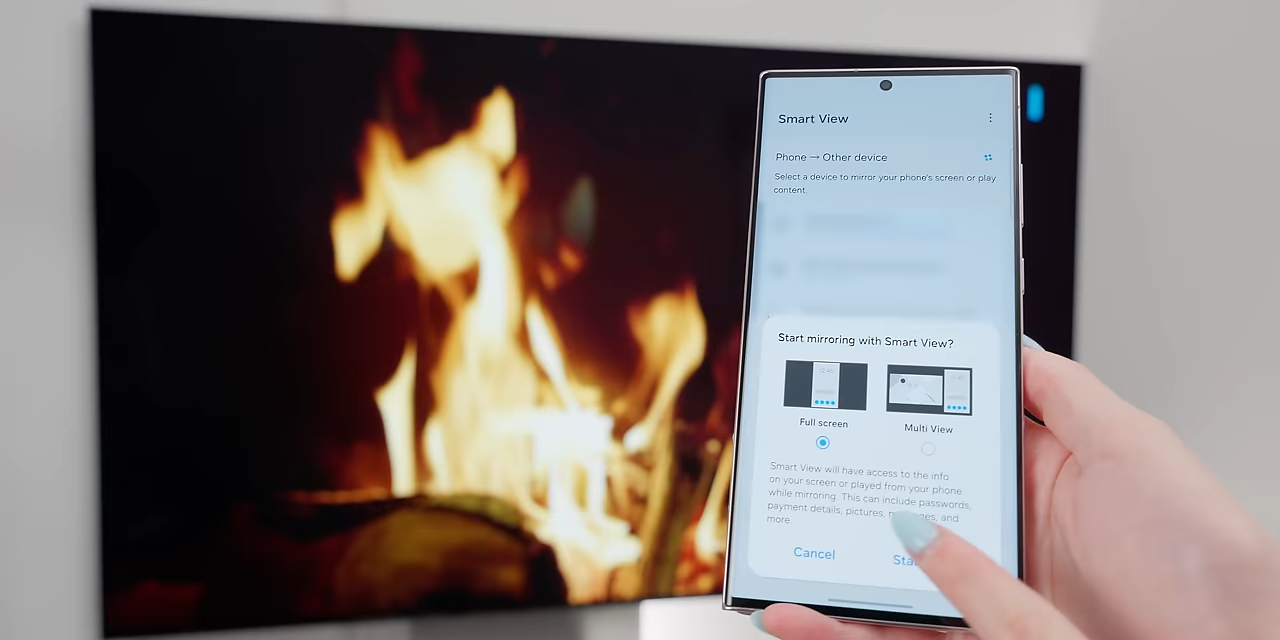 Smart View
Phone → Other device
Select a device to mirror your phone's screen or play
content.
Start mirroring with Smart View?
Full screen
Multi View
Smart View will have access to the info
on your screen or played from your phone
while mirroring. This can include passwords,
payment details, pictures, and
more.
Cancel